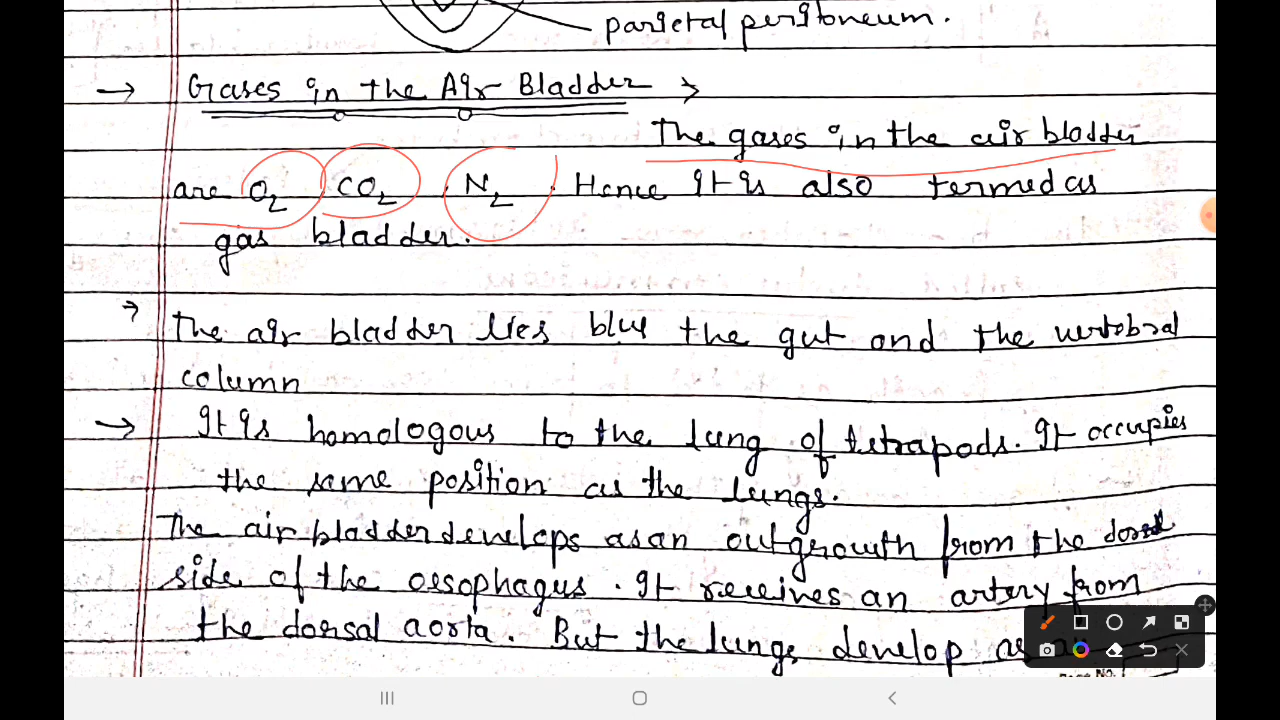 parietal peritoneum.
→ Gases in the Air Bladder →
The gases in the air bladder
are O₂ CO₂ N₂. Hence It is also termed as
gas bladder.
→ The air bladder lies b/w the gut and the vertebral
column
→ It is homologous to the lung of tetrapods. It occupies
the same position as the lungs.
The air bladder develops as an outgrowth from the dorsal
side of the oesophagus. It receives an artery from
the dorsal aorta. But the lungs develop as